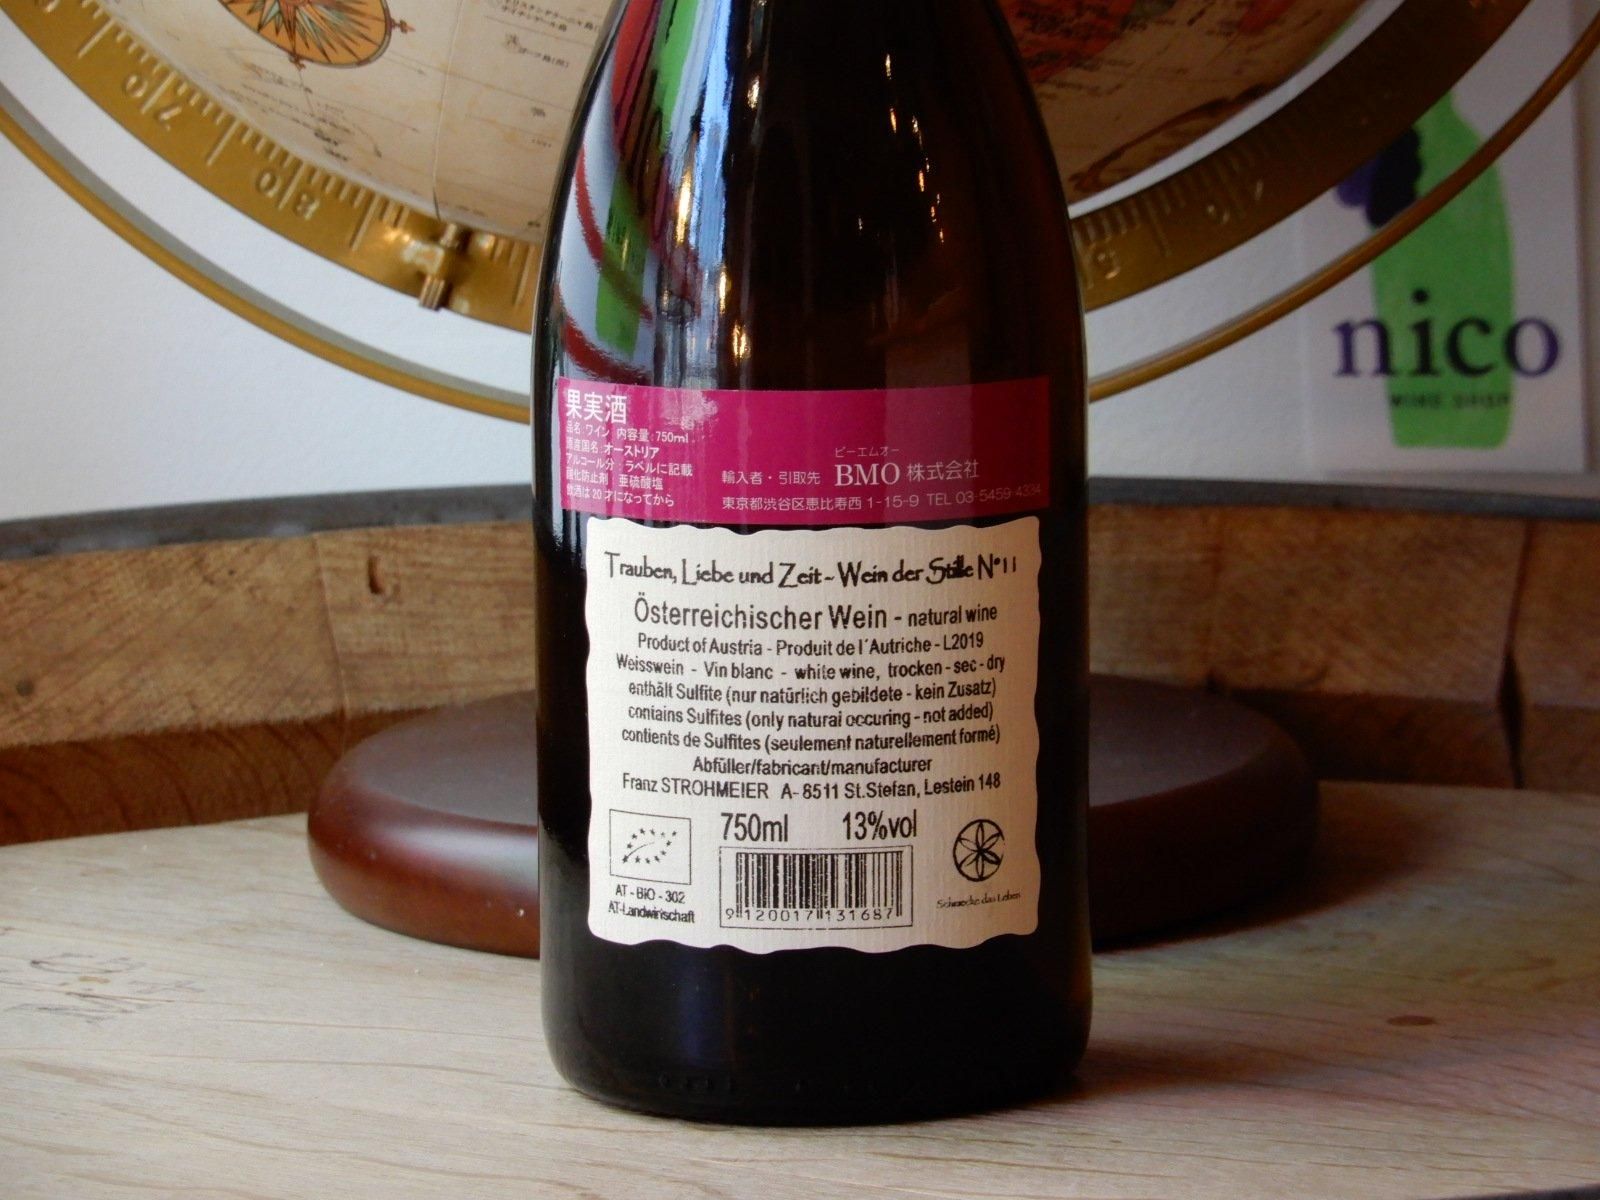 nico
WINE SHOP
果実酒
品名:ワイン 内容量:750ml
原産国名:オーストリア
アルコール分:ラベルに記載
酸化防止剤:亜硫酸塩
飲酒は20才になってから
ビーエムオー
輸入者・引取先 BMO 株式会社
東京都渋谷区恵比寿西 1-15-9 TEL 03-5459-4334
Trauben, Liebe und Zeit - Wein der Stille N°11
Österreichischer Wein - natural wine
Product of Austria - Produit de l´Autriche - L2019
Weisswein - Vin blanc - white wine, trocken - sec - dry
enthält Sulfite (nur natürlich gebildete - kein Zusatz)
contains Sulfites (only natural occuring - not added)
contients de Sulfites (seulement naturellement formé)
Abfüller/fabricant/manufacturer
Franz STROHMEIER A- 8511 St.Stefan, Lestein 148
750ml 13%vol
AT - BIO - 302
AT-Landwirtschaft
9 120017 131687
Schmecke das Leben